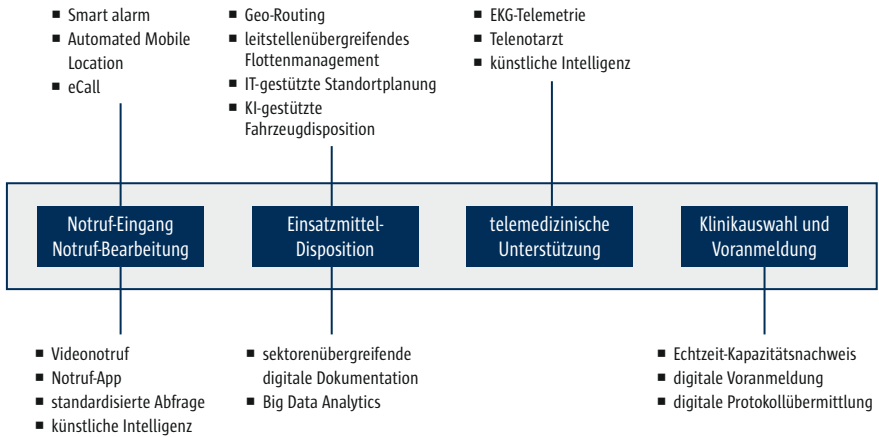 ■ Smart alarm
■ Automated Mobile
Location
■ eCall
■ Geo-Routing
■ leitstellenübergreifendes
Flottenmanagement
■ IT-gestützte Standortplanung
■ KI-gestützte
Fahrzeugdisposition
■ EKG-Telemetrie
■ Telenotarzt
■ künstliche Intelligenz
Notruf-Eingang
Notruf-Bearbeitung
Einsatzmittel-
Disposition
telemedizinische
Unterstützung
Klinikauswahl und
Voranmeldung
■ Videonotruf
■ Notruf-App
■ standardisierte Abfrage
■ künstliche Intelligenz
■ sektorenübergreifende
digitale Dokumentation
■ Big Data Analytics
■ Echtzeit-Kapazitätsnachweis
■ digitale Voranmeldung
■ digitale Protokollübermittlung